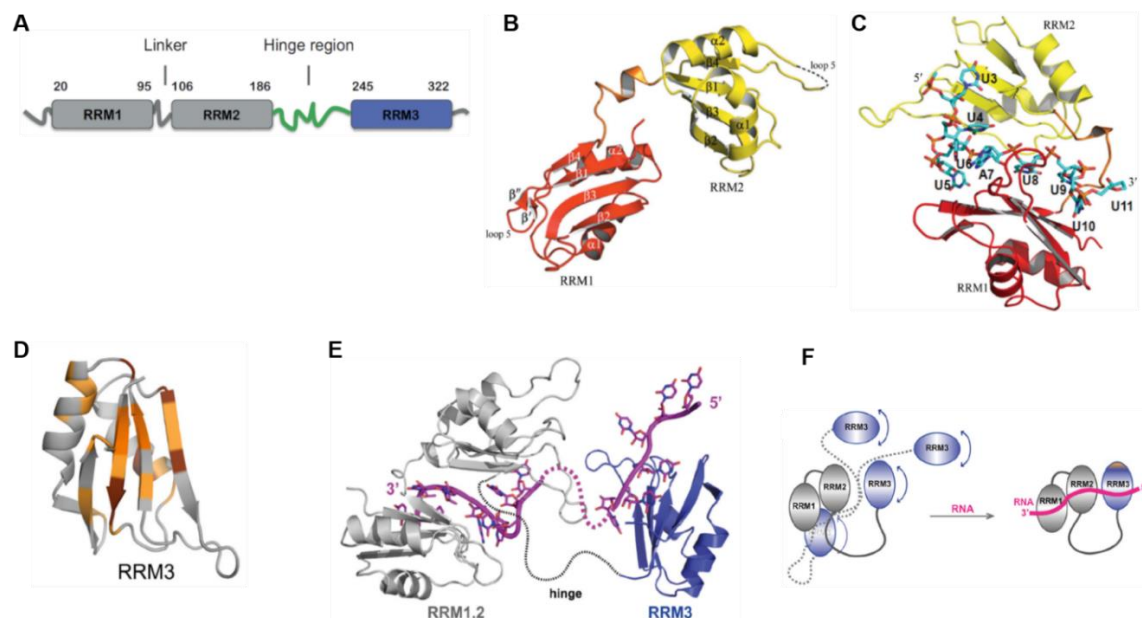 A
Linker Hinge region
20 95 106 186 245 322
RRM1 RRM2 RRM3
B
α2
β4
loop 5
β1
β3
α1
β2
RRM2
β4 α2
β1
β3
β"
β'
β2
loop 5
α1
RRM1
C
RRM2
5'
U3
U4
U6
A7 U8
U5 U9 3'
U11
U10
RRM1
D
RRM3
E
5'
3'
hinge
RRM1,2 RRM3
F
RRM3
RRM3
RRM2 RRM3
RRM1
RNA
RNA
3'
RRM1 RRM2 RRM3